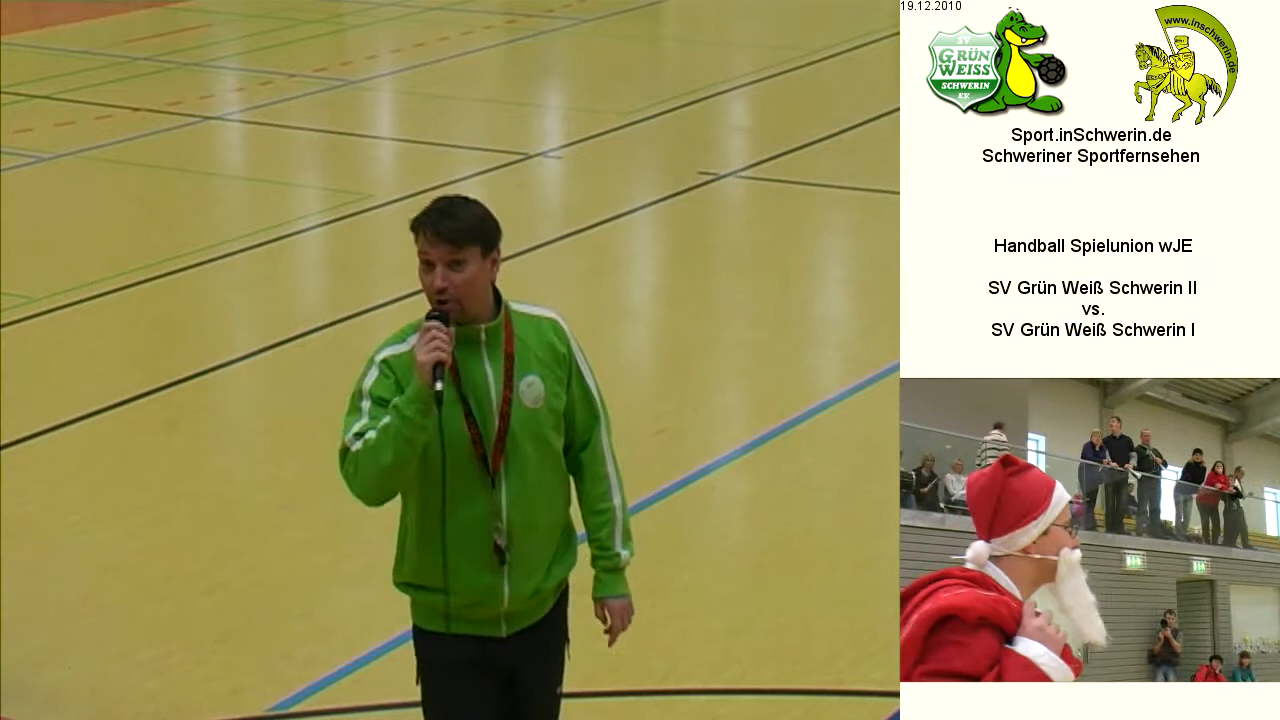 19.12.2010
SV
GRÜN
WEISS
SCHWERIN
E.V.
www.inschwerin.de
Sport.inSchwerin.de
Schweriner Sportfernsehen
Handball Spielunion wJE
SV Grün Weiß Schwerin II
vs.
SV Grün Weiß Schwerin I